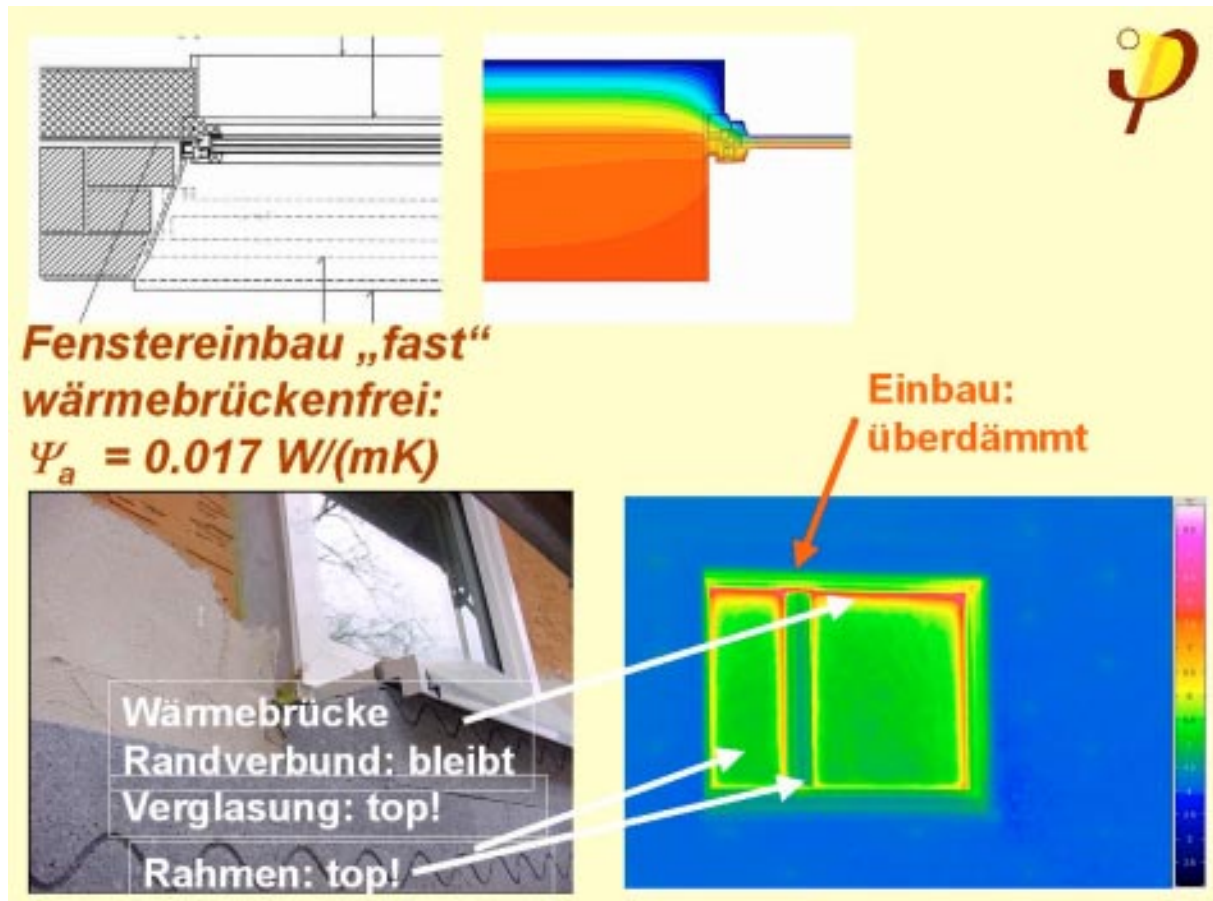 Fenstereinbau „fast“
wärmebrückenfrei:
Ψa = 0.017 W/(mK)
Einbau:
überdämmt
Wärmebrücke
Randverbund: bleibt
Verglasung: top!
Rahmen: top!